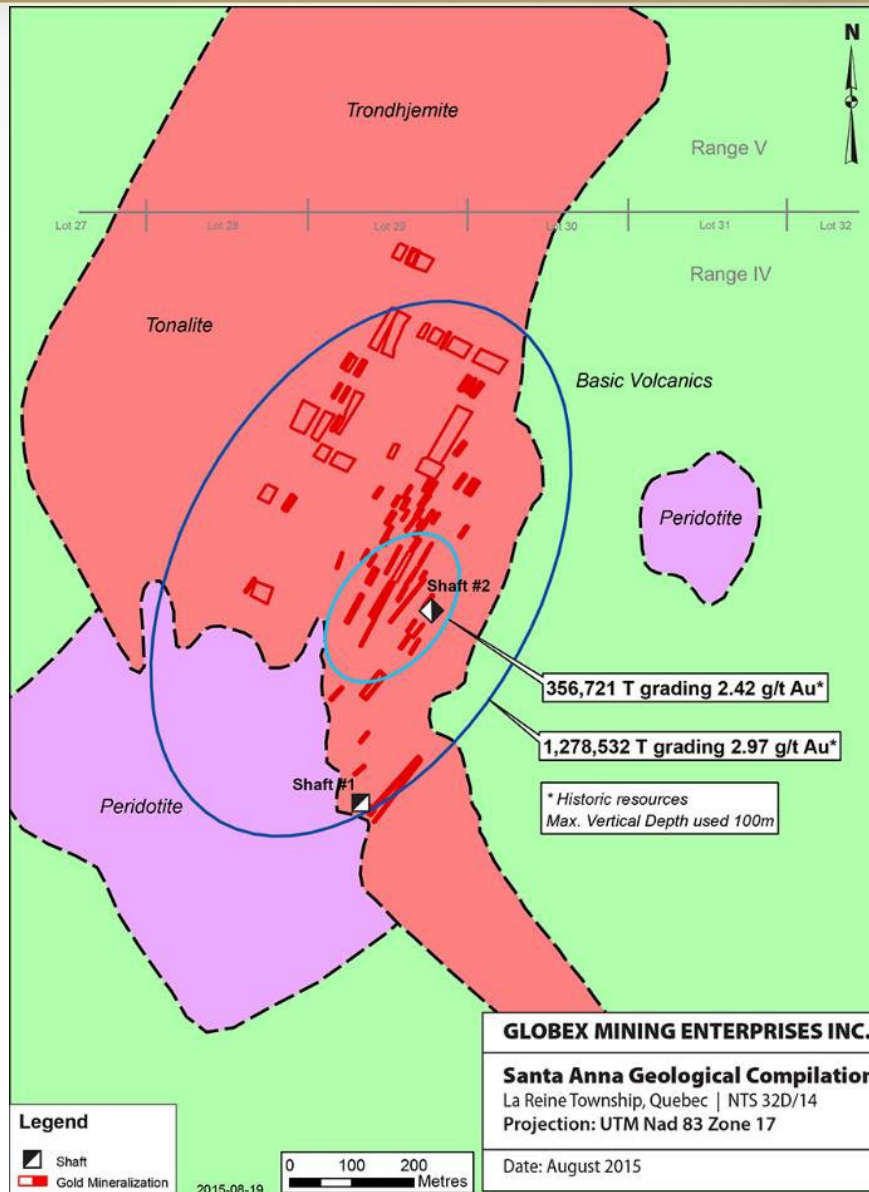 N
Trondhjemite
Range V
Lot 27
Lot 28
Lot 29
Lot 30
Lot 31
Lot 32
Range IV
Tonalite
Basic Volcanics
Peridotite
Shaft #2
356,721 T grading 2.42 g/t Au*
1,278,532 T grading 2.97 g/t Au*
Shaft #1
* Historic resources
Max. Vertical Depth used 100m
Peridotite
GLOBEX MINING ENTERPRISES INC.
Santa Anna Geological Compilation
La Reine Township, Quebec | NTS 32D/14
Projection: UTM Nad 83 Zone 17
Date: August 2015
Legend
Shaft
Gold Mineralization
2015-08-19
0 100 200
Metres